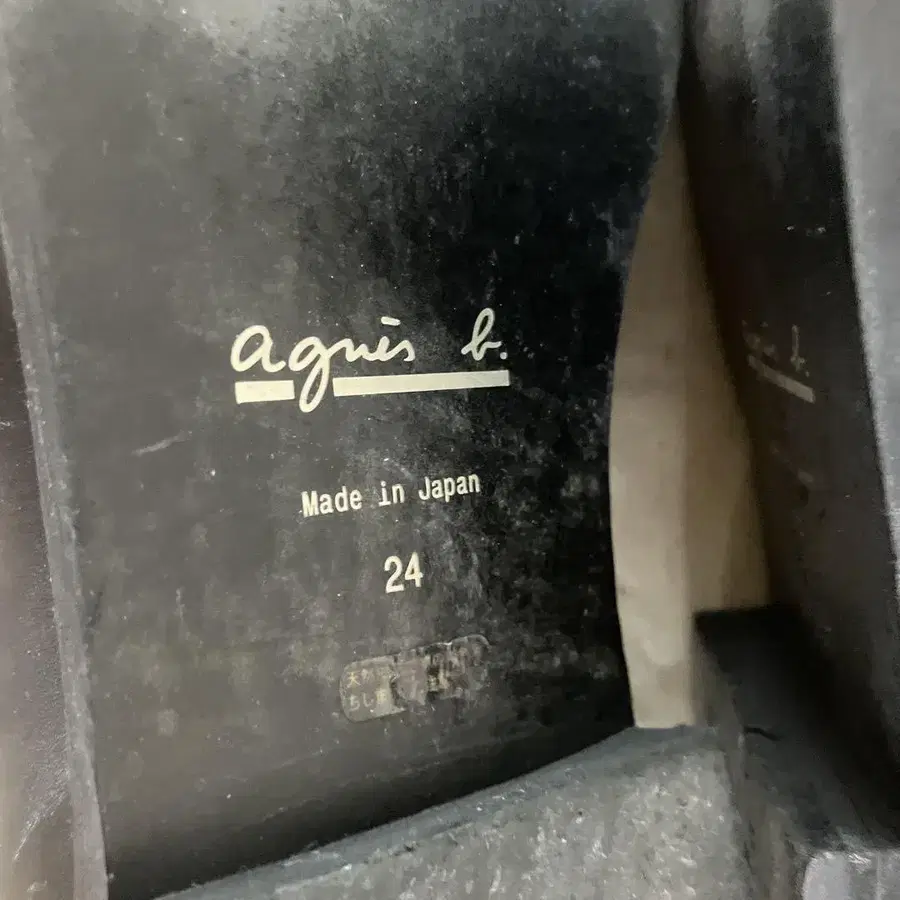 agnès b.
Made in Japan
24
b.